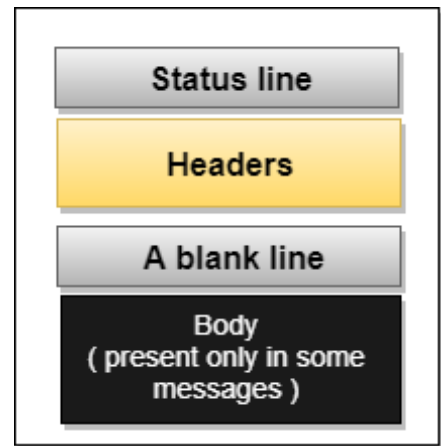 Status line
Headers
A blank line
Body
( present only in some
messages )